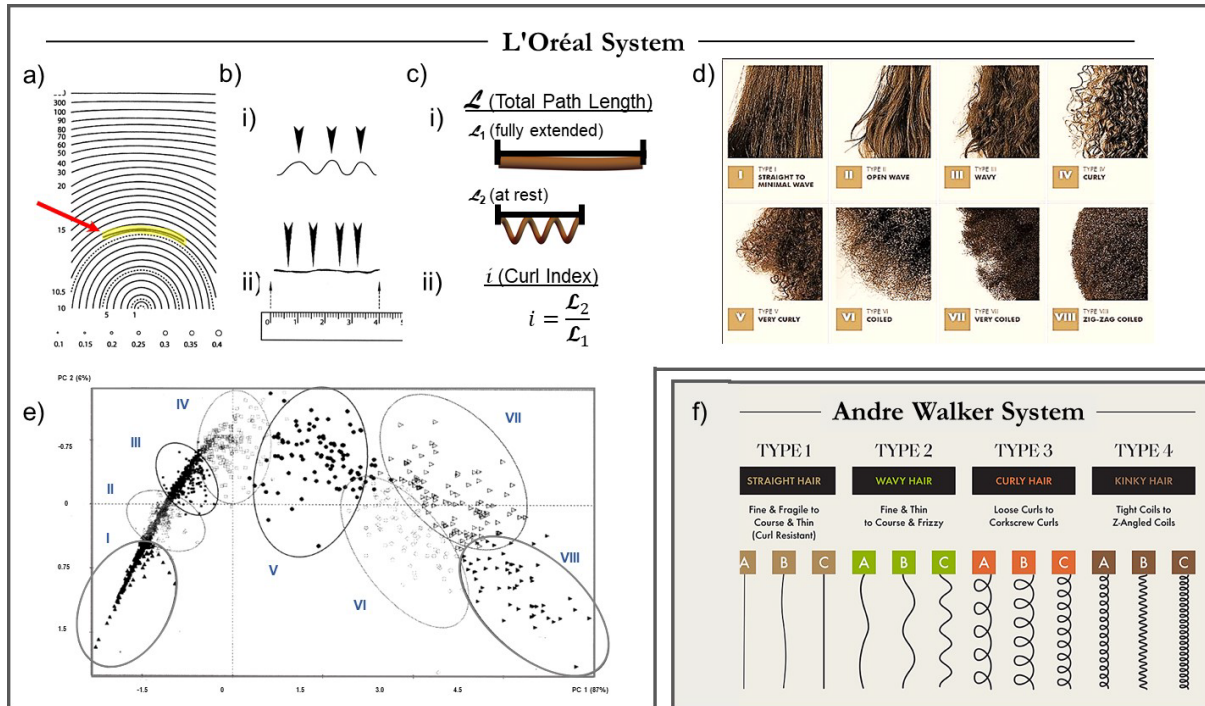 L'Oréal System
a)
300
100
90
80
70
60
50
40
30
20
15
10.5
10
5 1
0.1 0.15 0.2 0.25 0.3 0.35 0.4
b)
i)
ii)
0 1 2 3 4
c)
ℒ (Total Path Length)
i)
ℒ1 (fully extended)
ℒ2 (at rest)
ii)
i (Curl Index)
i = ℒ2 / ℒ1
d)
I TYPE I STRAIGHT TO MINIMAL WAVE
II TYPE II OPEN WAVE
III TYPE III WAVY
IV TYPE IV CURLY
V TYPE V VERY CURLY
VI TYPE VI COILED
VII TYPE VII VERY COILED
VIII TYPE VIII ZIG-ZAG COILED
e)
PC 2 (6%)
-0.75
0
0.75
1.5
-1.5 0 1.5 3.0 4.5 PC 1 (87%)
I
II
III
IV
V
VI
VII
VIII
f)
Andre Walker System
TYPE 1 TYPE 2 TYPE 3 TYPE 4
STRAIGHT HAIR WAVY HAIR CURLY HAIR KINKY HAIR
Fine & Fragile to
Course & Thin
(Curl Resistant)
Fine & Thin
to Course & Frizzy
Loose Curls to
Corkscrew Curls
Tight Coils to
Z-Angled Coils
A B C A B C A B C A B C